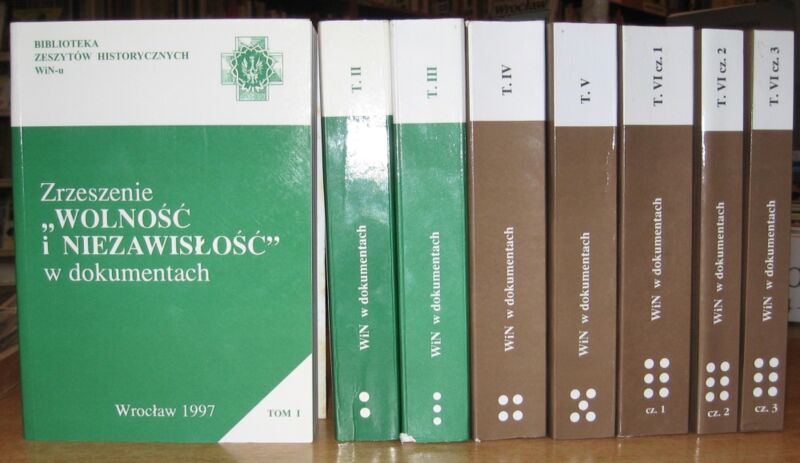 BIBLIOTEKA
ZESZYTÓW HISTORYCZNYCH
WiN-u
Zrzeszenie
„WOLNOŚĆ
i NIEZAWISŁOŚĆ”
w dokumentach
Wrocław 1997
TOM I
T. II
WiN w dokumentach
T. III
WiN w dokumentach
T. IV
WiN w dokumentach
T. V
WiN w dokumentach
T. VI cz. 1
WiN w dokumentach
cz. 1
T. VI cz. 2
WiN w dokumentach
cz. 2
T. VI cz. 3
WiN w dokumentach
cz. 3
wrocław